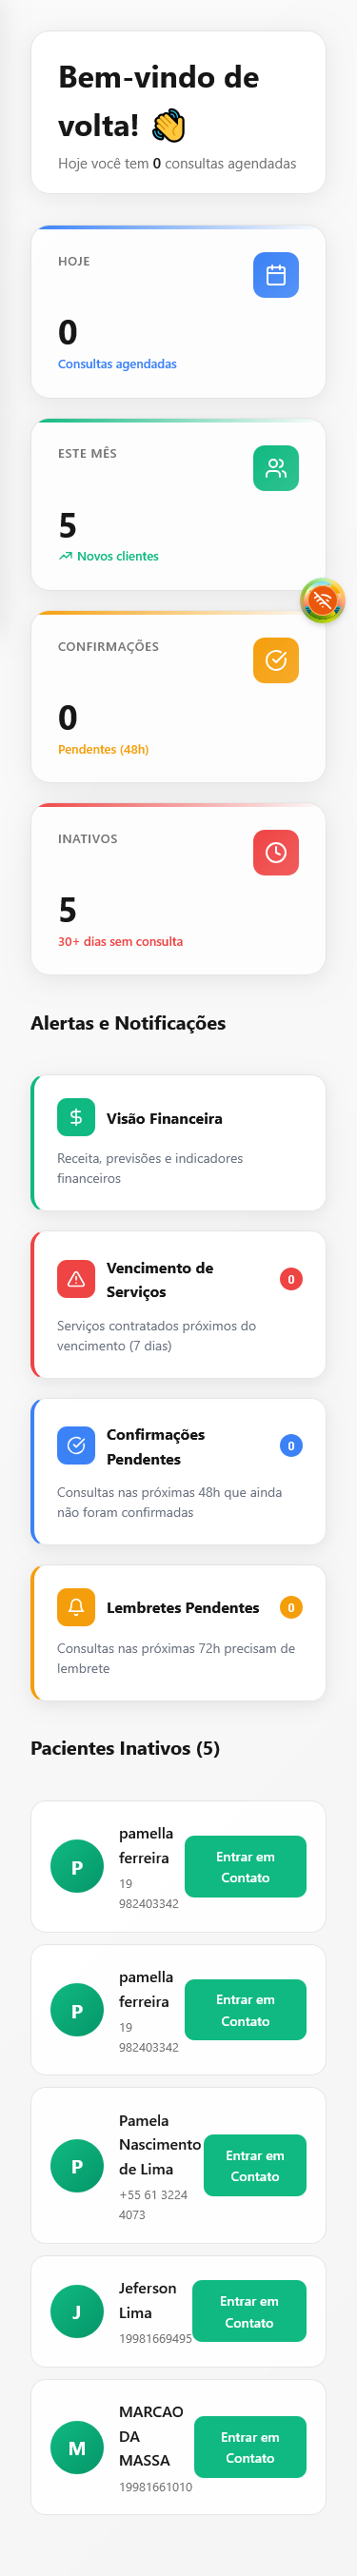 Bem-vindo de
volta! 👋
Hoje você tem 0 consultas agendadas
HOJE
0
Consultas agendadas
ESTE MÊS
5
Novos clientes
CONFIRMAÇÕES
0
Pendentes (48h)
INATIVOS
5
30+ dias sem consulta
Alertas e Notificações
Visão Financeira
Receita, previsões e indicadores
financeiros
Vencimento de
Serviços
0
Serviços contratados próximos do
vencimento (7 dias)
Confirmações
Pendentes
0
Consultas nas próximas 48h que ainda
não foram confirmadas
Lembretes Pendentes
0
Consultas nas próximas 72h precisam de
lembrete
Pacientes Inativos (5)
P
pamella
ferreira
19
982403342
Entrar em
Contato
P
pamella
ferreira
19
982403342
Entrar em
Contato
P
Pamela
Nascimento
de Lima
+55 61 3224
4073
Entrar em
Contato
J
Jeferson
Lima
19981669495
Entrar em
Contato
M
MARCAO
DA
MASSA
19981661010
Entrar em
Contato